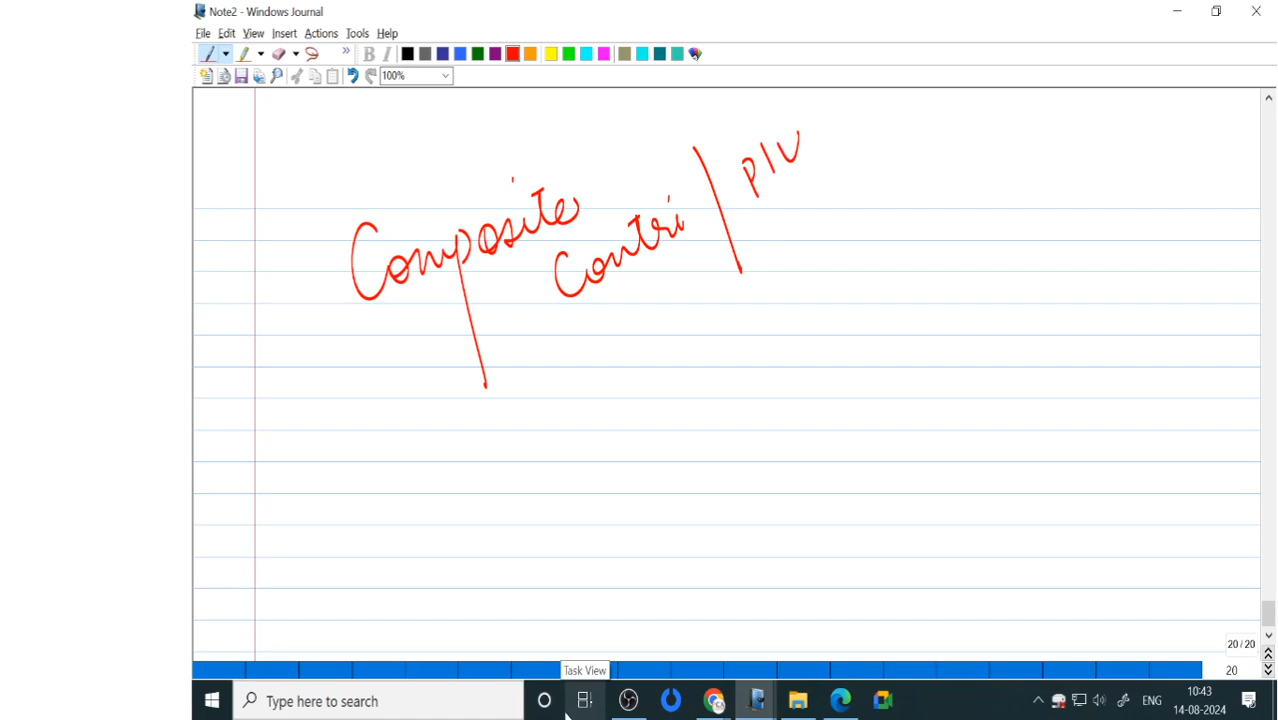 Note2 - Windows Journal
File Edit View Insert Actions Tools Help
B I
100%
Composite
Contri / P/V
20 / 20
Task View
20
Type here to search
ENG
10:43
14-08-2024